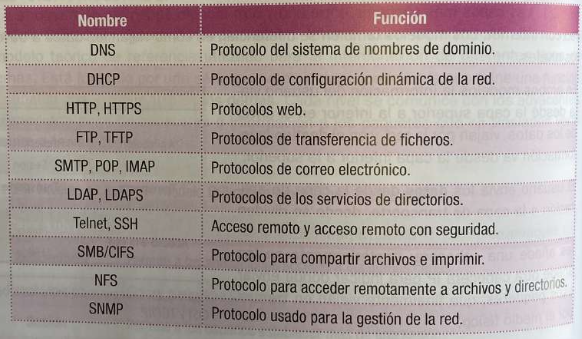 Nombre Función
DNS Protocolo del sistema de nombres de dominio.
DHCP Protocolo de configuración dinámica de la red.
HTTP, HTTPS Protocolos web.
FTP, TFTP Protocolos de transferencia de ficheros.
SMTP, POP, IMAP Protocolos de correo electrónico.
LDAP, LDAPS Protocolos de los servicios de directorios.
Telnet, SSH Acceso remoto y acceso remoto con seguridad.
SMB/CIFS Protocolo para compartir archivos e imprimir.
NFS Protocolo para acceder remotamente a archivos y directorios.
SNMP Protocolo usado para la gestión de la red.